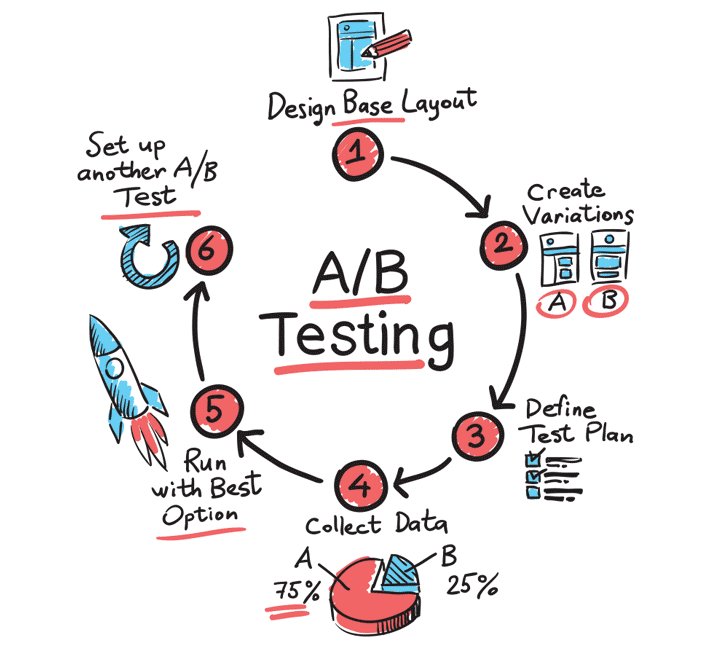 Design Base Layout
1
2
Create
Variations
A
B
3
Define
Test Plan
4
Collect Data
A
75%
B
25%
5
Run
with Best
Option
6
Set up
another A/B
Test
A/B
Testing